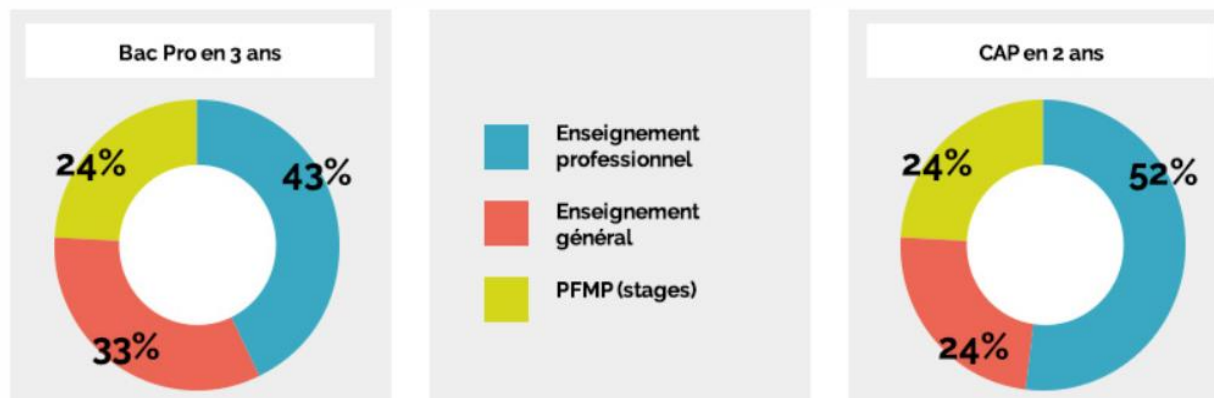 Bac Pro en 3 ans
24%
43%
33%
Enseignement
professionnel
Enseignement
général
PFMP (stages)
CAP en 2 ans
24%
52%
24%